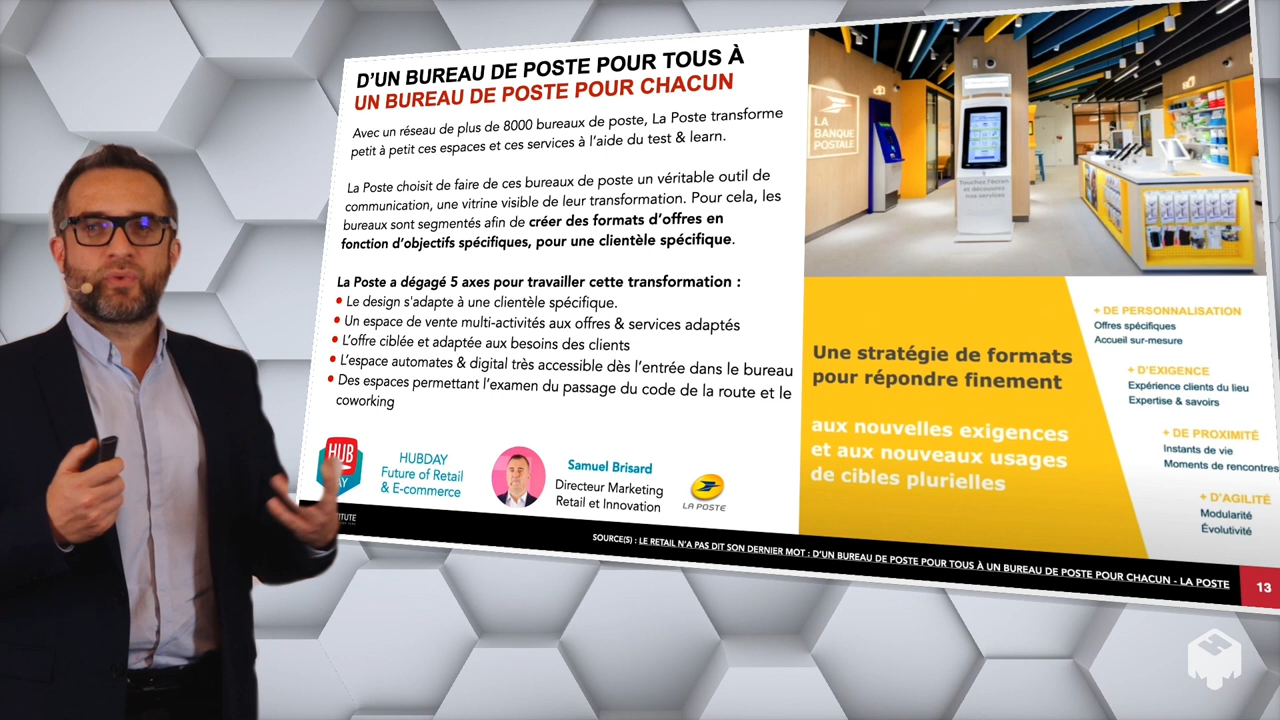 D'UN BUREAU DE POSTE POUR TOUS À
UN BUREAU DE POSTE POUR CHACUN
Avec un réseau de plus de 8000 bureaux de poste, La Poste transforme
petit à petit ces espaces et ces services à l'aide du test & learn.
La Poste choisit de faire de ces bureaux de poste un véritable outil de
communication, une vitrine visible de leur transformation. Pour cela, les
bureaux sont segmentés afin de créer des formats d'offres en
fonction d'objectifs spécifiques, pour une clientèle spécifique.
La Poste a dégagé 5 axes pour travailler cette transformation :
• Le design s'adapte à une clientèle spécifique.
• Un espace de vente multi-activités aux offres & services adaptés
• L'offre ciblée et adaptée aux besoins des clients
• L'espace automates & digital très accessible dès l'entrée dans le bureau
• Des espaces permettant l'examen du passage du code de la route et le
coworking
HUB
AY
HUBDAY
Future of Retail
& E-commerce
Samuel Brisard
Directeur Marketing
Retail et Innovation
LA POSTE
LA
BANQUE
POSTALE
Touchez l'écran
et découvrez
nos services
Une stratégie de formats
pour répondre finement
aux nouvelles exigences
et aux nouveaux usages
de cibles plurielles
+ DE PERSONNALISATION
Offres spécifiques
Accueil sur-mesure
+ D'EXIGENCE
Expérience clients du lieu
Expertise & savoirs
+ DE PROXIMITÉ
Instants de vie
Moments de rencontres
+ D'AGILITÉ
Modularité
Évolutivité
TITUTE
SOURCE(S) : LE RETAIL N'A PAS DIT SON DERNIER MOT : D'UN BUREAU DE POSTE POUR TOUS À UN BUREAU DE POSTE POUR CHACUN - LA POSTE
13